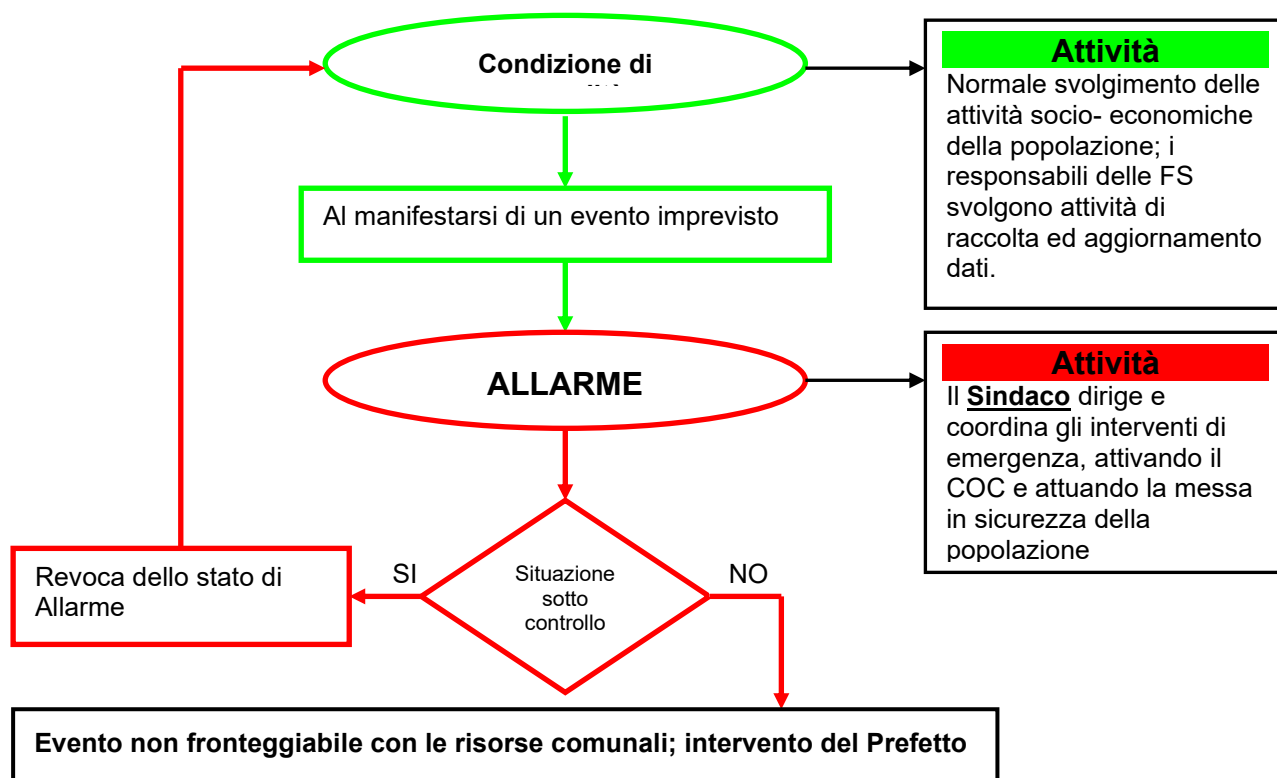 Condizione di
Attività
Normale svolgimento delle
attività socio- economiche
della popolazione; i
responsabili delle FS
svolgono attività di
raccolta ed aggiornamento
dati.
Al manifestarsi di un evento imprevisto
ALLARME
Attività
Il Sindaco dirige e
coordina gli interventi di
emergenza, attivando il
COC e attuando la messa
in sicurezza della
popolazione
Revoca dello stato di
Allarme
SI
Situazione
sotto
controllo
NO
Evento non fronteggiabile con le risorse comunali; intervento del Prefetto